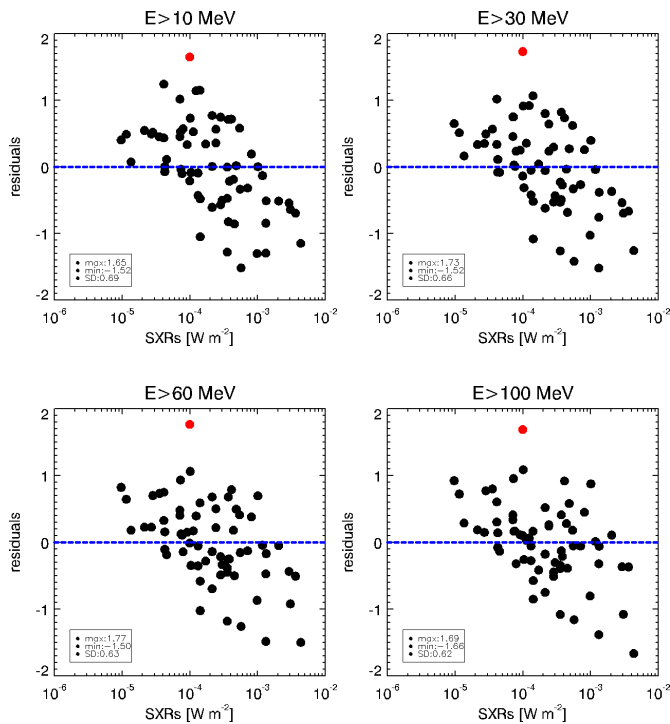 E>10 MeV
E>30 MeV
2
1
0
-1
-2
residuals
max:1.65
min:-1.52
SD:0.69
10⁻⁶ 10⁻⁵ 10⁻⁴ 10⁻³ 10⁻²
SXRs [W m⁻²]
2
1
0
-1
-2
residuals
max:1.73
min:-1.52
SD:0.66
10⁻⁶ 10⁻⁵ 10⁻⁴ 10⁻³ 10⁻²
SXRs [W m⁻²]
E>60 MeV
E>100 MeV
2
1
0
-1
-2
residuals
max:1.77
min:-1.50
SD:0.63
10⁻⁶ 10⁻⁵ 10⁻⁴ 10⁻³ 10⁻²
SXRs [W m⁻²]
2
1
0
-1
-2
residuals
max:1.69
min:-1.66
SD:0.62
10⁻⁶ 10⁻⁵ 10⁻⁴ 10⁻³ 10⁻²
SXRs [W m⁻²]